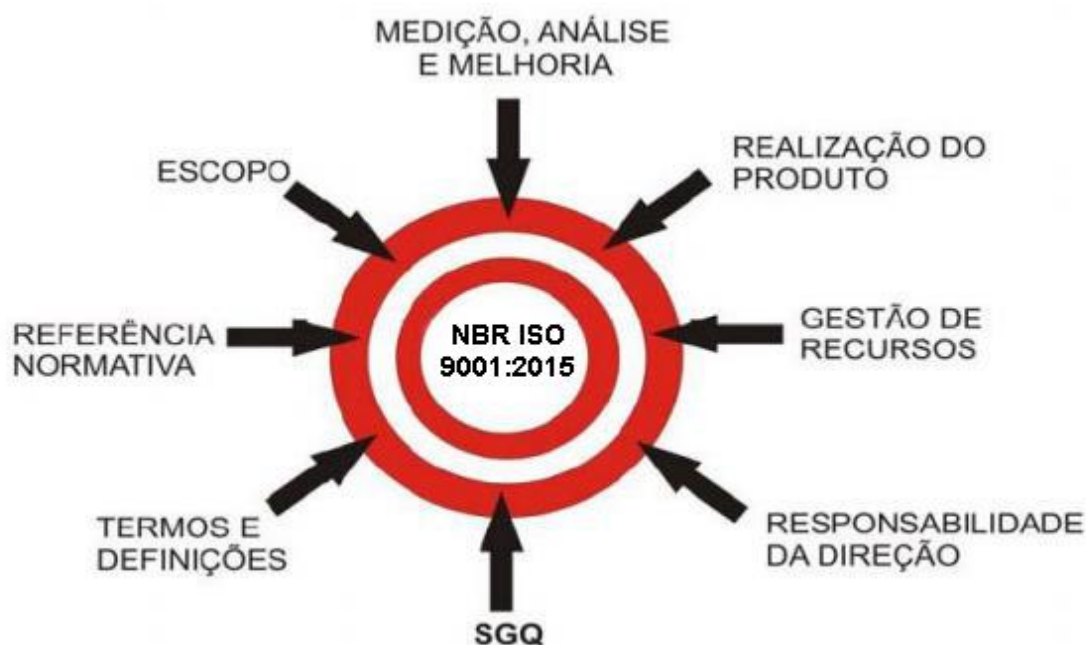 MEDIÇÃO, ANÁLISE
E MELHORIA
ESCOPO
REALIZAÇÃO DO
PRODUTO
REFERÊNCIA
NORMATIVA
NBR ISO
9001:2015
GESTÃO DE
RECURSOS
TERMOS E
DEFINIÇÕES
RESPONSABILIDADE
DA DIREÇÃO
SGQ